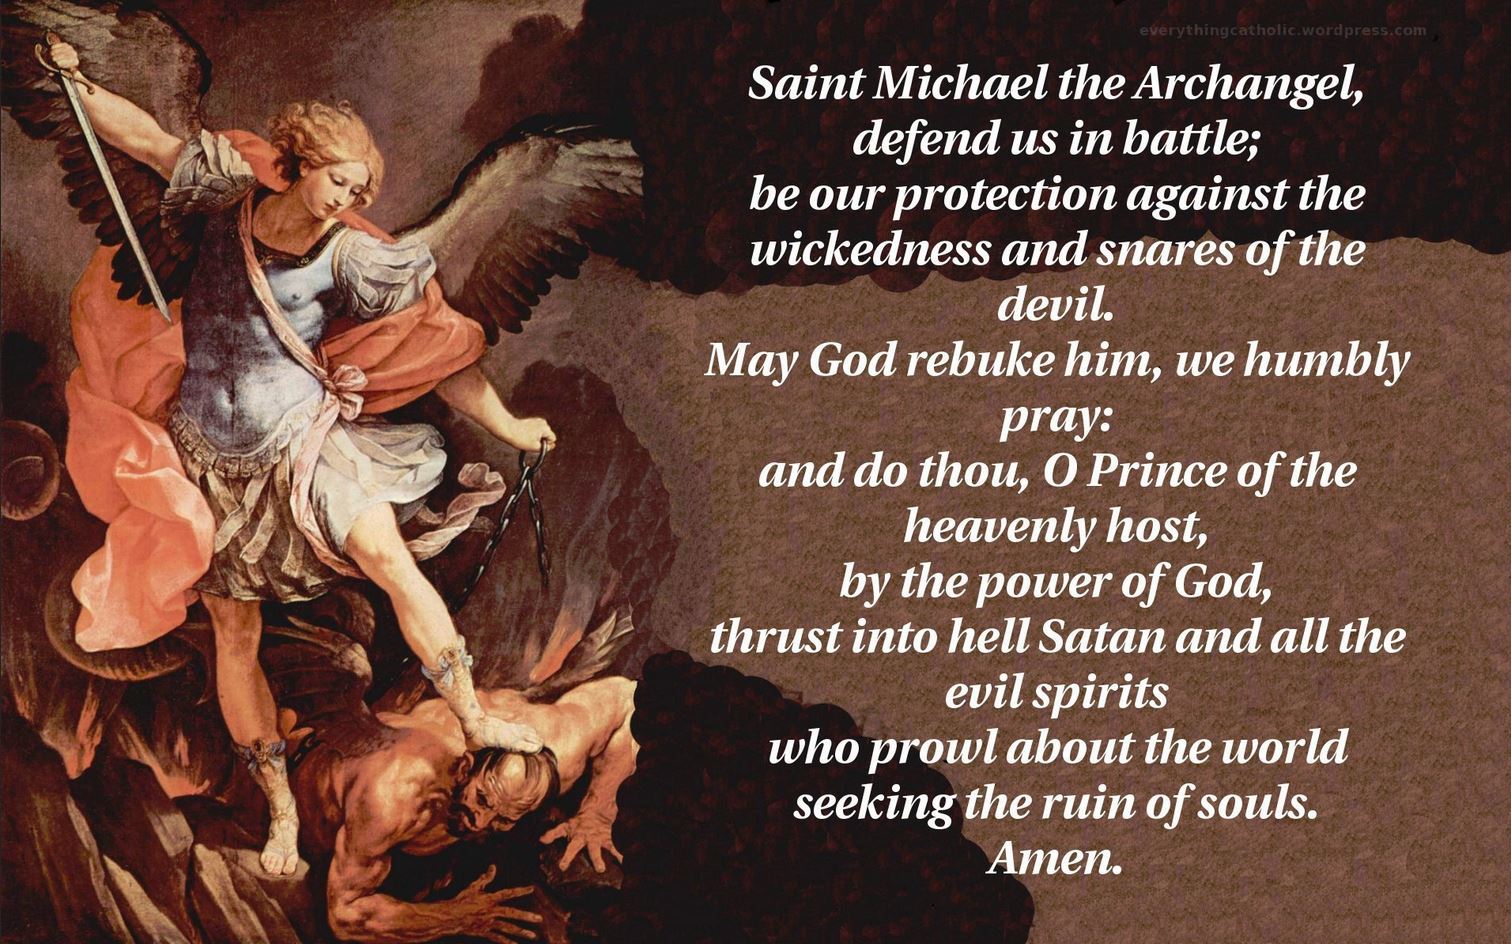 everythingcatholic.wordpress.com
Saint Michael the Archangel,
defend us in battle;
be our protection against the
wickedness and snares of the
devil.
May God rebuke him, we humbly
pray:
and do thou, O Prince of the
heavenly host,
by the power of God,
thrust into hell Satan and all the
evil spirits
who prowl about the world
seeking the ruin of souls.
Amen.